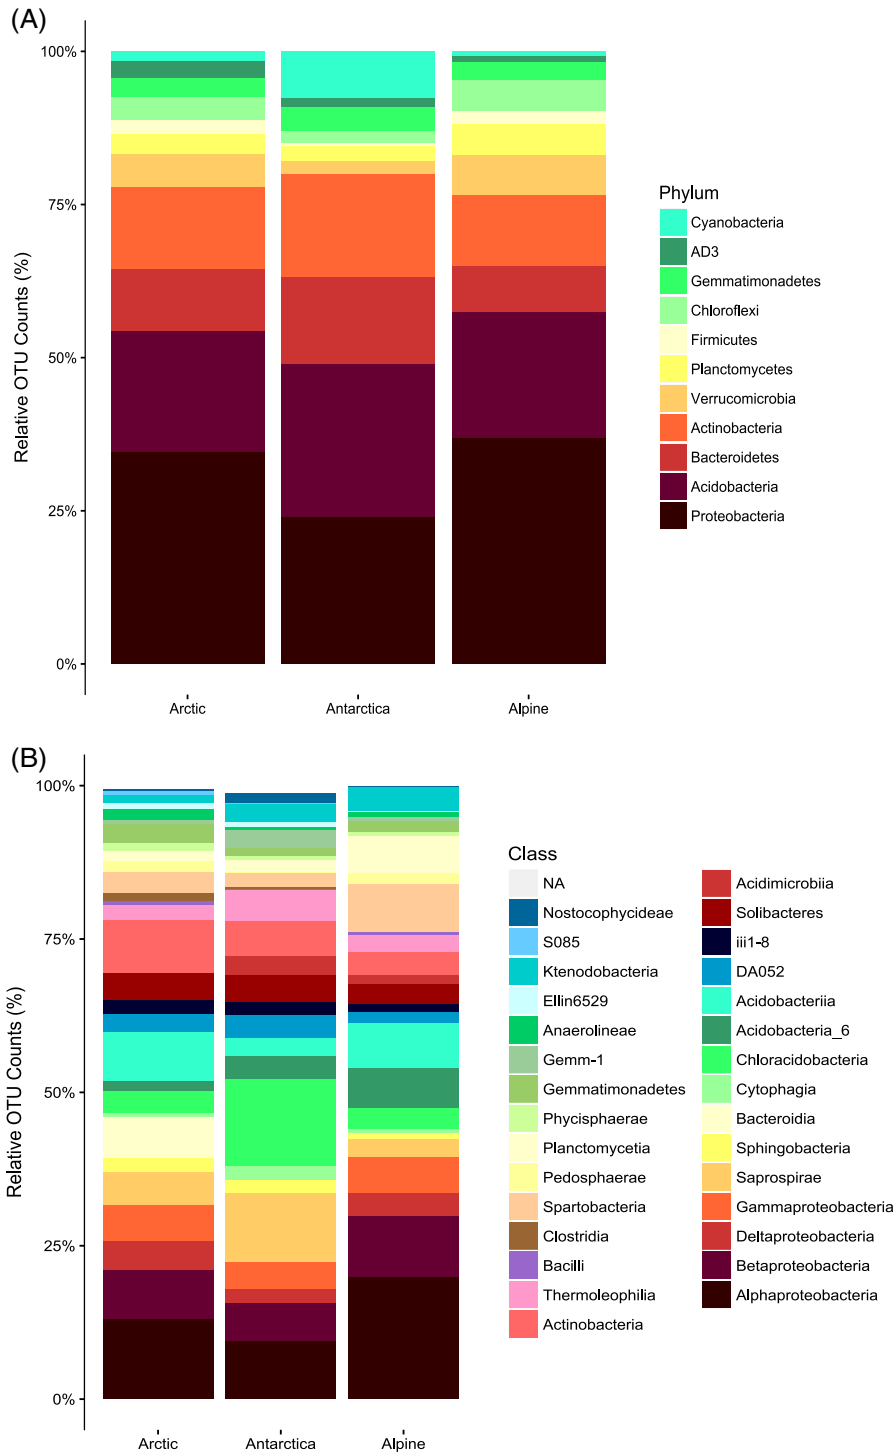 (A)
100%
75%
50%
25%
0%
Relative OTU Counts (%)
Arctic
Antarctica
Alpine
Phylum
Cyanobacteria
AD3
Gemmatimonadetes
Chloroflexi
Firmicutes
Planctomycetes
Verrucomicrobia
Actinobacteria
Bacteroidetes
Acidobacteria
Proteobacteria
(B)
100%
75%
50%
25%
0%
Relative OTU Counts (%)
Arctic
Antarctica
Alpine
Class
NA
Nostocophycideae
S085
Ktenodobacteria
Ellin6529
Anaerolineae
Gemm-1
Gemmatimonadetes
Phycisphaerae
Planctomycetia
Pedosphaerae
Spartobacteria
Clostridia
Bacilli
Thermoleophilia
Actinobacteria
Acidimicrobiia
Solibacteres
iii1-8
DA052
Acidobacteriia
Acidobacteria_6
Chloracidobacteria
Cytophagia
Bacteroidia
Sphingobacteria
Saprospirae
Gammaproteobacteria
Deltaproteobacteria
Betaproteobacteria
Alphaproteobacteria